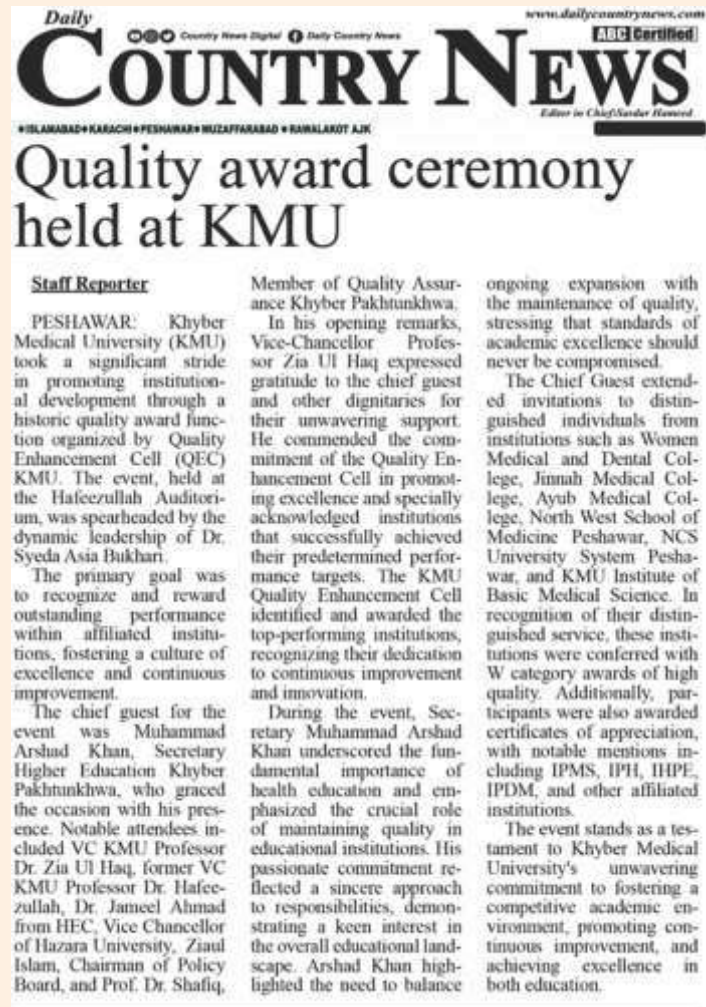 Daily
www.dailycountrynews.com
Country News Digital Daily Country News
ABC Certified
COUNTRY NEWS
Editor in Chief:Sardar Hameed
ISLAMABAD KARACHI PESHAWAR MUZAFFARABAD RAWALAKOT AJK
Quality award ceremony
held at KMU
Staff Reporter
PESHAWAR: Khyber
Medical University (KMU)
took a significant stride
in promoting institution-
al development through a
historic quality award func-
tion organized by Quality
Enhancement Cell (QEC)
KMU. The event, held at
the Hafeezullah Auditori-
um, was spearheaded by the
dynamic leadership of Dr.
Syeda Asia Bukhari.
The primary goal was
to recognize and reward
outstanding performance
within affiliated institu-
tions, fostering a culture of
excellence and continuous
improvement.
The chief guest for the
event was Muhammad
Arshad Khan, Secretary
Higher Education Khyber
Pakhtunkhwa, who graced
the occasion with his pres-
ence. Notable attendees in-
cluded VC KMU Professor
Dr. Zia Ul Haq, former VC
KMU Professor Dr. Hafee-
zullah, Dr. Jameel Ahmad
from HEC, Vice Chancellor
of Hazara University, Ziaul
Islam, Chairman of Policy
Board, and Prof. Dr. Shafiq,
Member of Quality Assur-
ance Khyber Pakhtunkhwa.
In his opening remarks,
Vice-Chancellor Profes-
sor Zia Ul Haq expressed
gratitude to the chief guest
and other dignitaries for
their unwavering support.
He commended the com-
mitment of the Quality En-
hancement Cell in promot-
ing excellence and specially
acknowledged institutions
that successfully achieved
their predetermined perfor-
mance targets. The KMU
Quality Enhancement Cell
identified and awarded the
top-performing institutions,
recognizing their dedication
to continuous improvement
and innovation.
During the event, Sec-
retary Muhammad Arshad
Khan underscored the fun-
damental importance of
health education and em-
phasized the crucial role
of maintaining quality in
educational institutions. His
passionate commitment re-
flected a sincere approach
to responsibilities, demon-
strating a keen interest in
the overall educational land-
scape. Arshad Khan high-
lighted the need to balance
ongoing expansion with
the maintenance of quality,
stressing that standards of
academic excellence should
never be compromised.
The Chief Guest extend-
ed invitations to distin-
guished individuals from
institutions such as Women
Medical and Dental Col-
lege, Jinnah Medical Col-
lege, Ayub Medical Col-
lege, North West School of
Medicine Peshawar, NCS
University System Pesha-
war, and KMU Institute of
Basic Medical Science. In
recognition of their distin-
guished service, these insti-
tutions were conferred with
W category awards of high
quality. Additionally, par-
ticipants were also awarded
certificates of appreciation,
with notable mentions in-
cluding IPMS, IPH, IHPE,
IPDM, and other affiliated
institutions.
The event stands as a tes-
tament to Khyber Medical
University's unwavering
commitment to fostering a
competitive academic en-
vironment, promoting con-
tinuous improvement, and
achieving excellence in
both education.